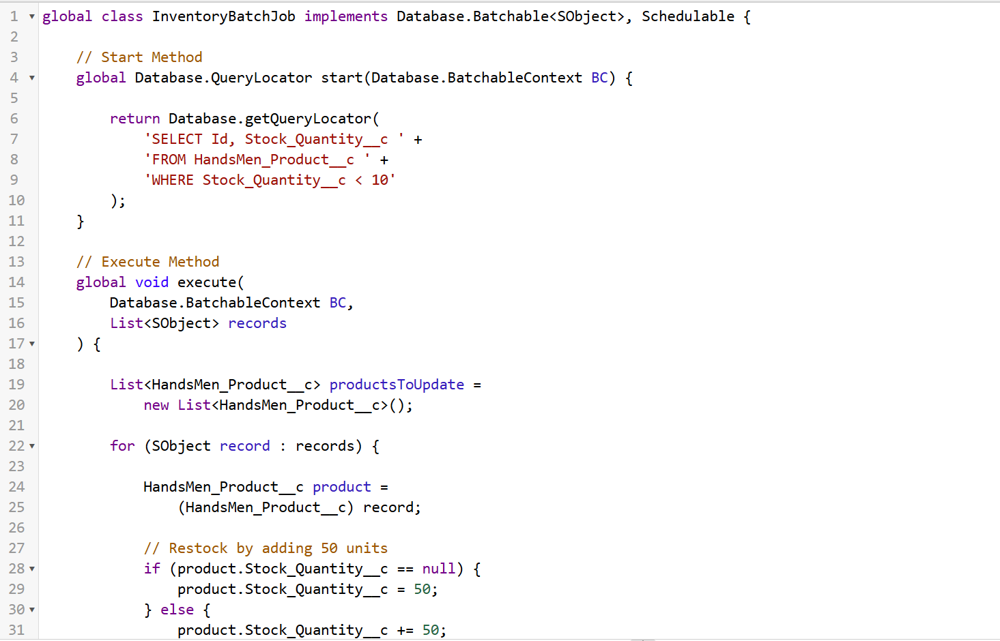 1 global class InventoryBatchJob implements Database.Batchable<SObject>, Schedulable {
2
3 // Start Method
4 global Database.QueryLocator start(Database.BatchableContext BC) {
5
6 return Database.getQueryLocator(
7 'SELECT Id, Stock_Quantity__c ' +
8 'FROM HandsMen_Product__c ' +
9 'WHERE Stock_Quantity__c < 10'
10 );
11 }
12
13 // Execute Method
14 global void execute(
15 Database.BatchableContext BC,
16 List<SObject> records
17 ) {
18
19 List<HandsMen_Product__c> productsToUpdate =
20 new List<HandsMen_Product__c>();
21
22 for (SObject record : records) {
23
24 HandsMen_Product__c product =
25 (HandsMen_Product__c) record;
26
27 // Restock by adding 50 units
28 if (product.Stock_Quantity__c == null) {
29 product.Stock_Quantity__c = 50;
30 } else {
31 product.Stock_Quantity__c += 50;